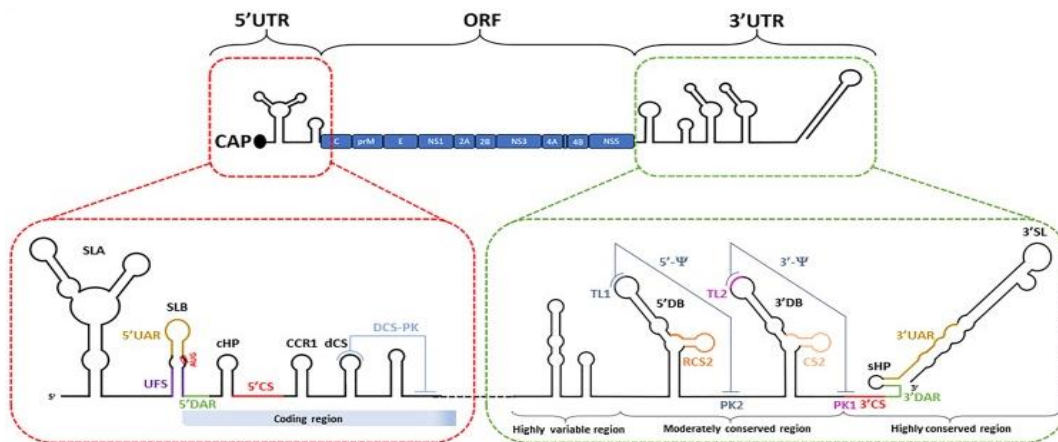 5'UTR ORF 3'UTR
CAP C prM E NS1 2A 2B NS3 4A 4B NS5
SLA
SLB
5'UAR
AUG
UFS
5'DAR
cHP
5'CS
CCR1 dCS
DCS-PK
5'
Coding region
5'-Ψ 3'-Ψ
TL1 5'DB TL2 3'DB
RCS2 CS2
3'SL
3'UAR
sHP
3'
3'DAR
PK2 PK1 3'CS
Highly variable region Moderately conserved region Highly conserved region